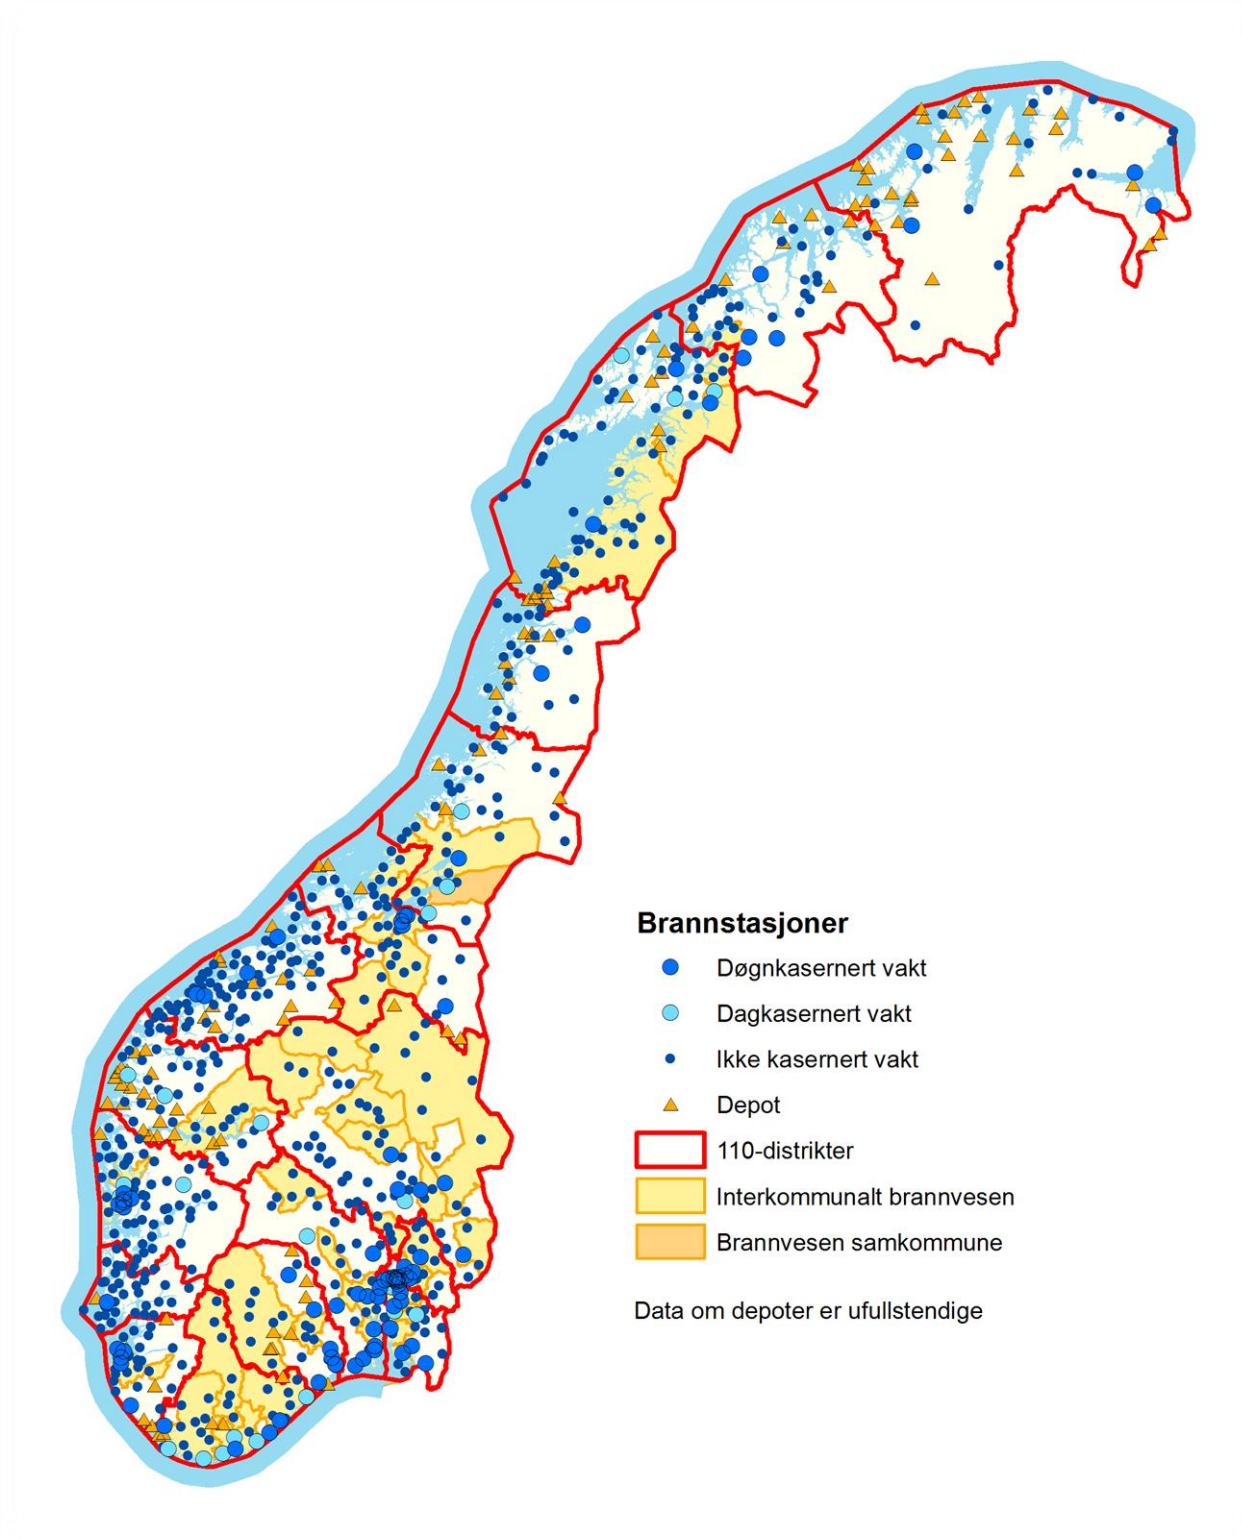 Brannstasjoner
Døgnkasernert vakt
Dagkasernert vakt
Ikke kasernert vakt
Depot
110-distrikter
Interkommunalt brannvesen
Brannvesen samkommune
Data om depoter er ufullstendige